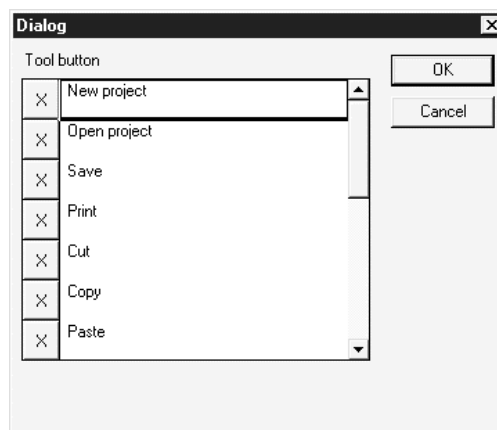 Dialog
Tool button
OK
Cancel
X New project
X Open project
X Save
X Print
X Cut
X Copy
X Paste